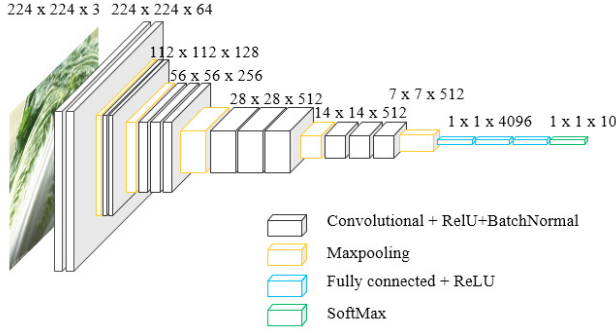 224 x 224 x 3
224 x 224 x 64
112 x 112 x 128
56 x 56 x 256
28 x 28 x 512
14 x 14 x 512
7 x 7 x 512
1 x 1 x 4096
1 x 1 x 10
Convolutional + RelU+BatchNormal
Maxpooling
Fully connected + ReLU
SoftMax